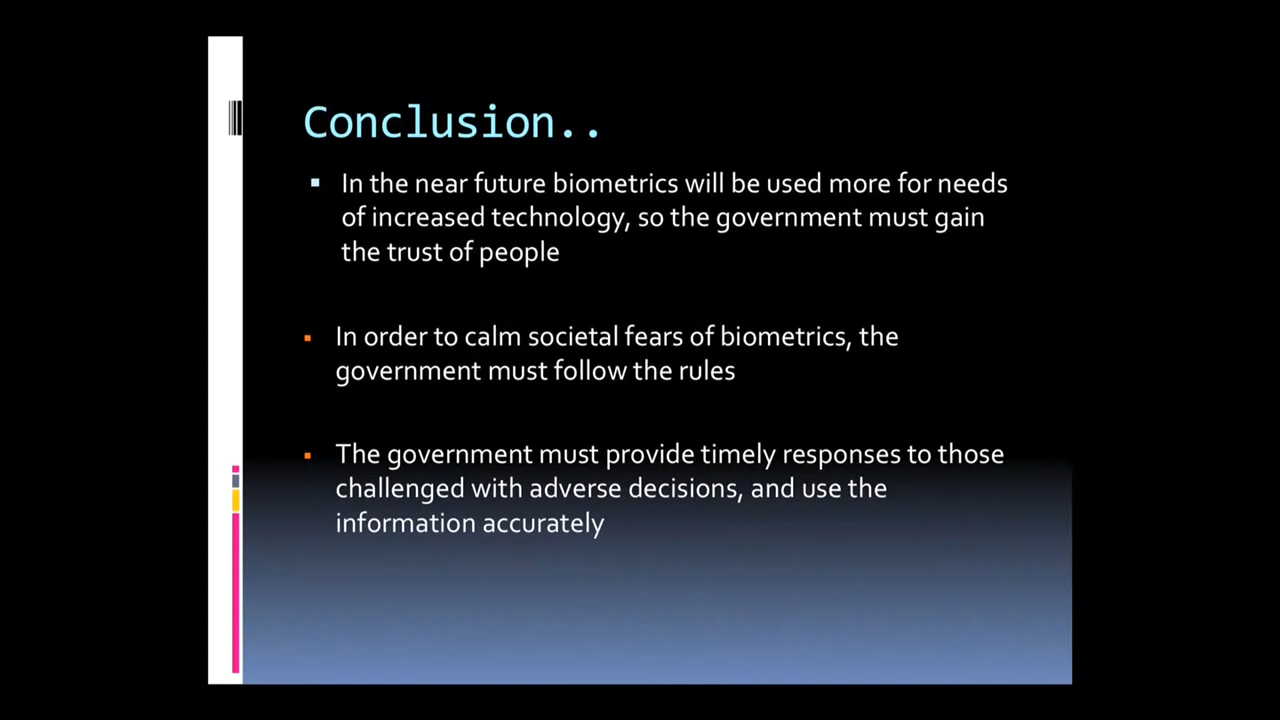 Conclusion..
In the near future biometrics will be used more for needs
of increased technology, so the government must gain
the trust of people
In order to calm societal fears of biometrics, the
government must follow the rules
The government must provide timely responses to those
challenged with adverse decisions, and use the
information accurately